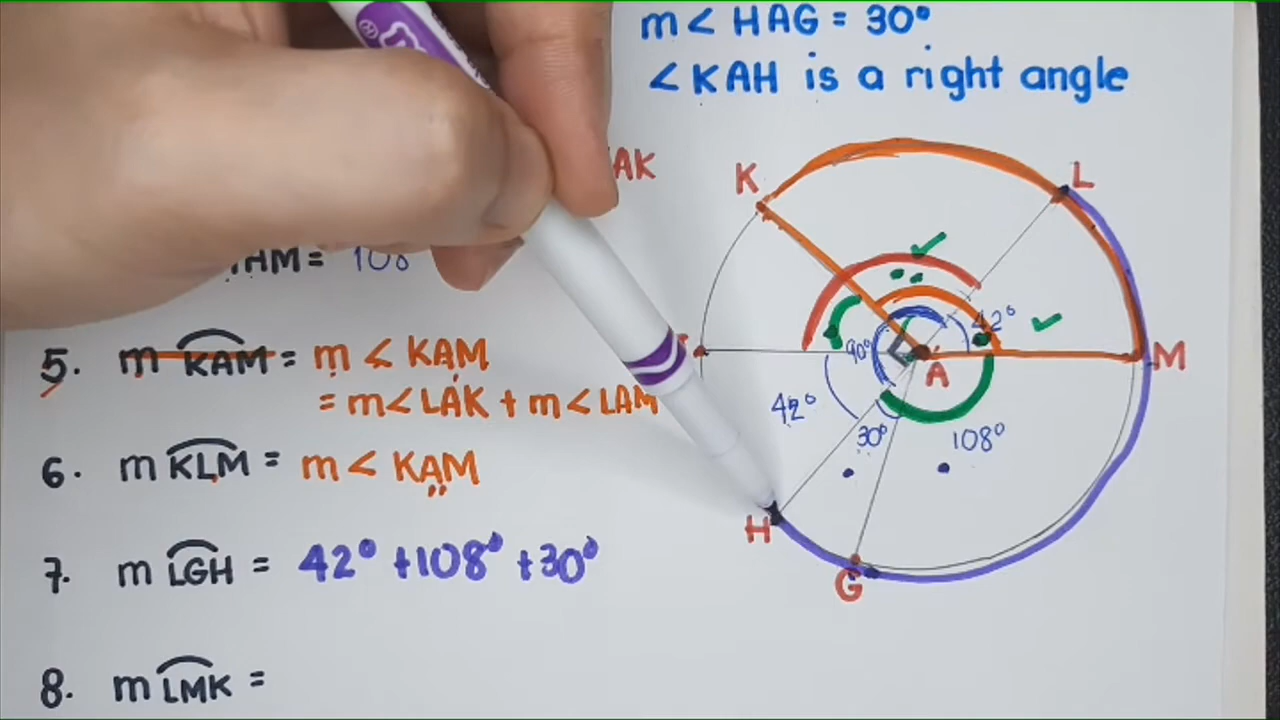 m < HAG = 30°
< KAH is a right angle
AK
K
L
AM = 108
42°
5. m KAM = m < KAM
90°
A
M
= m<LAK + m<LAM
42°
30°
108°
6. m KLM = m < KAM
H
7. m LGH = 42° +108° +30°
G
8. m LMK =